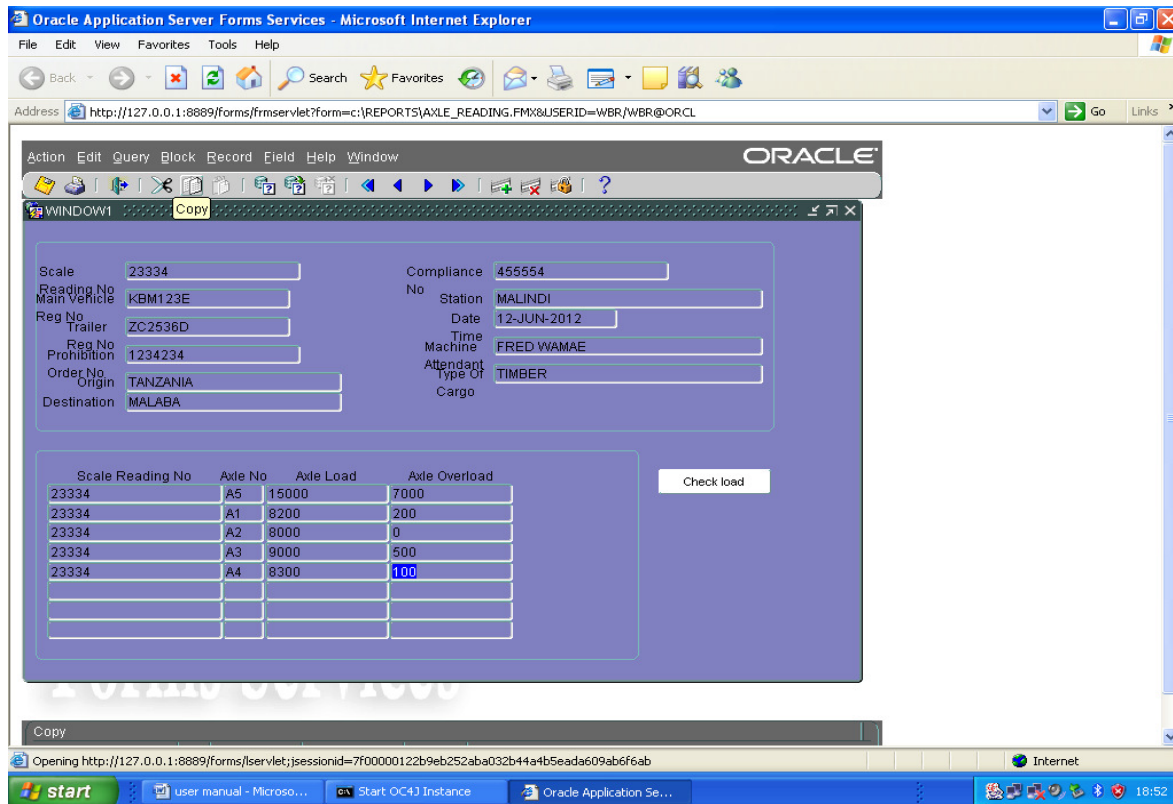 Oracle Application Server Forms Services - Microsoft Internet Explorer
File Edit View Favorites Tools Help
Back Search Favorites
Address http://127.0.0.1:8889/forms/frmservlet?form=c:\REPORTS\AXLE_READING.FMX&USERID=WBR/WBR@ORCL Go Links
Action Edit Query Block Record Field Help Window ORACLE
WINDOW1 Copy
Scale Reading No 23334
Compliance No 455554
Main Vehicle Reg No KBM123E
Station MALINDI
Trailer Reg No ZC2536D
Date Time 12-JUN-2012
Prohibition Order No 1234234
Machine Attendant FRED WAMAE
Origin TANZANIA
Type Of Cargo TIMBER
Destination MALABA
Scale Reading No Axle No Axle Load Axle Overload
Check load
23334 A5 15000 7000
23334 A1 8200 200
23334 A2 8000 0
23334 A3 9000 500
23334 A4 8300 100
Forms Services
Copy
Opening http://127.0.0.1:8889/forms/lservlet;jsessionid=7f00000122b9eb252aba032b44a4b5eada609ab6f6ab Internet
start user manual - Microso... Start OC4J Instance Oracle Application Se... 18:52